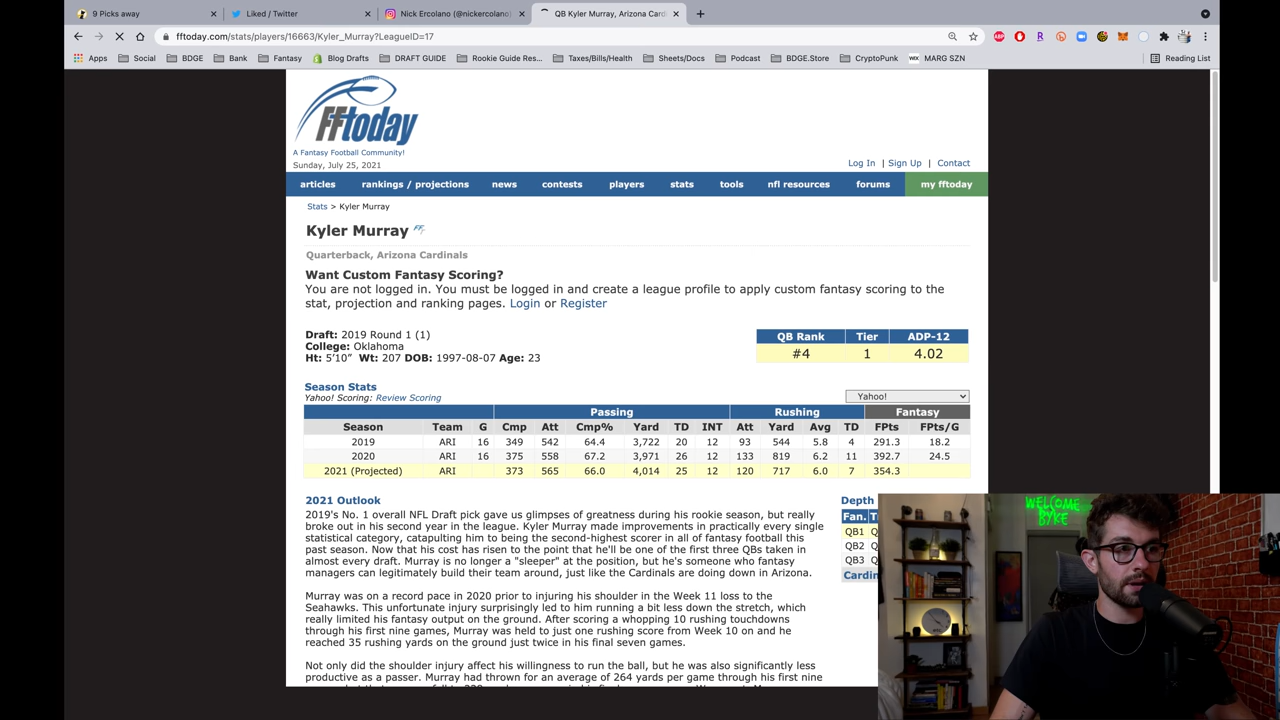 9 Picks away
Liked / Twitter
Nick Ercolano (@nickercolano)
QB Kyler Murray, Arizona Card
fftoday.com/stats/players/16663/Kyler_Murray?LeagueID=17
Apps Social BDGE Bank Fantasy Blog Drafts DRAFT GUIDE Rookie Guide Res... Taxes/Bills/Health Sheets/Docs Podcast BDGE.Store CryptoPunk MARG SZN Reading List
FFtoday
A Fantasy Football Community!
Sunday, July 25, 2021
Log In | Sign Up | Contact
articles rankings / projections news contests players stats tools nfl resources forums my fftoday
Stats > Kyler Murray
Kyler Murray
Quarterback, Arizona Cardinals
Want Custom Fantasy Scoring?
You are not logged in. You must be logged in and create a league profile to apply custom fantasy scoring to the
stat, projection and ranking pages. Login or Register
Draft: 2019 Round 1 (1)
College: Oklahoma
Ht: 5'10" Wt: 207 DOB: 1997-08-07 Age: 23
QB Rank Tier ADP-12
#4 1 4.02
Season Stats
Yahoo! Scoring: Review Scoring
Yahoo!
Passing Rushing Fantasy
Season Team G Cmp Att Cmp% Yard TD INT Att Yard Avg TD FPts FPts/G
2019 ARI 16 349 542 64.4 3,722 20 12 93 544 5.8 4 291.3 18.2
2020 ARI 16 375 558 67.2 3,971 26 12 133 819 6.2 11 392.7 24.5
2021 (Projected) ARI 373 565 66.0 4,014 25 12 120 717 6.0 7 354.3
2021 Outlook
2019's No. 1 overall NFL Draft pick gave us glimpses of greatness during his rookie season, but really
broke out in his second year in the league. Kyler Murray made improvements in practically every single
statistical category, catapulting him to being the second-highest scorer in all of fantasy football this
past season. Now that his cost has risen to the point that he'll be one of the first three QBs taken in
almost every draft. Murray is no longer a "sleeper" at the position, but he's someone who fantasy
managers can legitimately build their team around, just like the Cardinals are doing down in Arizona.
Murray was on a record pace in 2020 prior to injuring his shoulder in the Week 11 loss to the
Seahawks. This unfortunate injury surprisingly led to him running a bit less down the stretch, which
really limited his fantasy output on the ground. After scoring a whopping 10 rushing touchdowns
through his first nine games, Murray was held to just one rushing score from Week 10 on and he
reached 35 rushing yards on the ground just twice in his final seven games.
Not only did the shoulder injury affect his willingness to run the ball, but he was also significantly less
productive as a passer. Murray had thrown for an average of 264 yards per game through his first nine
Depth
Fan.
QB1
QB2
QB3
Cardin
WELCOME
BYKE